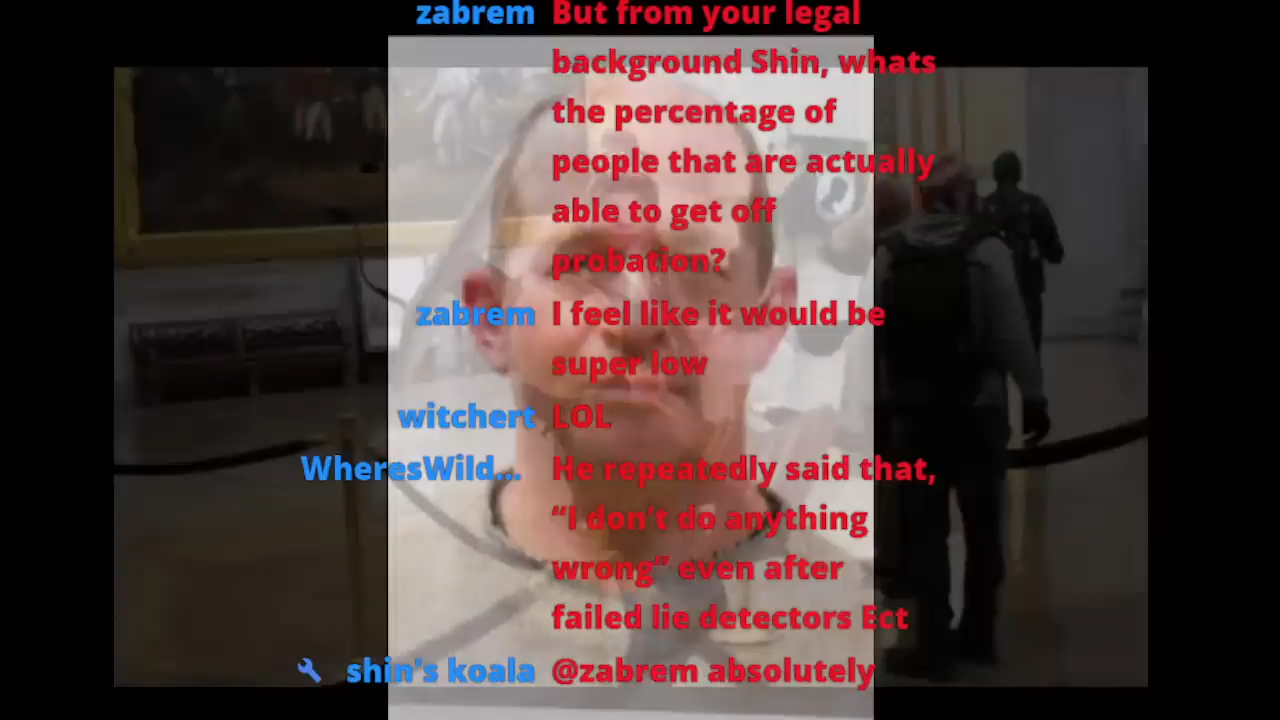 zabrem But from your legal
background Shin, whats
the percentage of
people that are actually
able to get off
probation?
zabrem I feel like it would be
super low
witchert LOL
WheresWild... He repeatedly said that,
“I don't do anything
wrong” even after
failed lie detectors Ect
shin's koala @zabrem absolutely